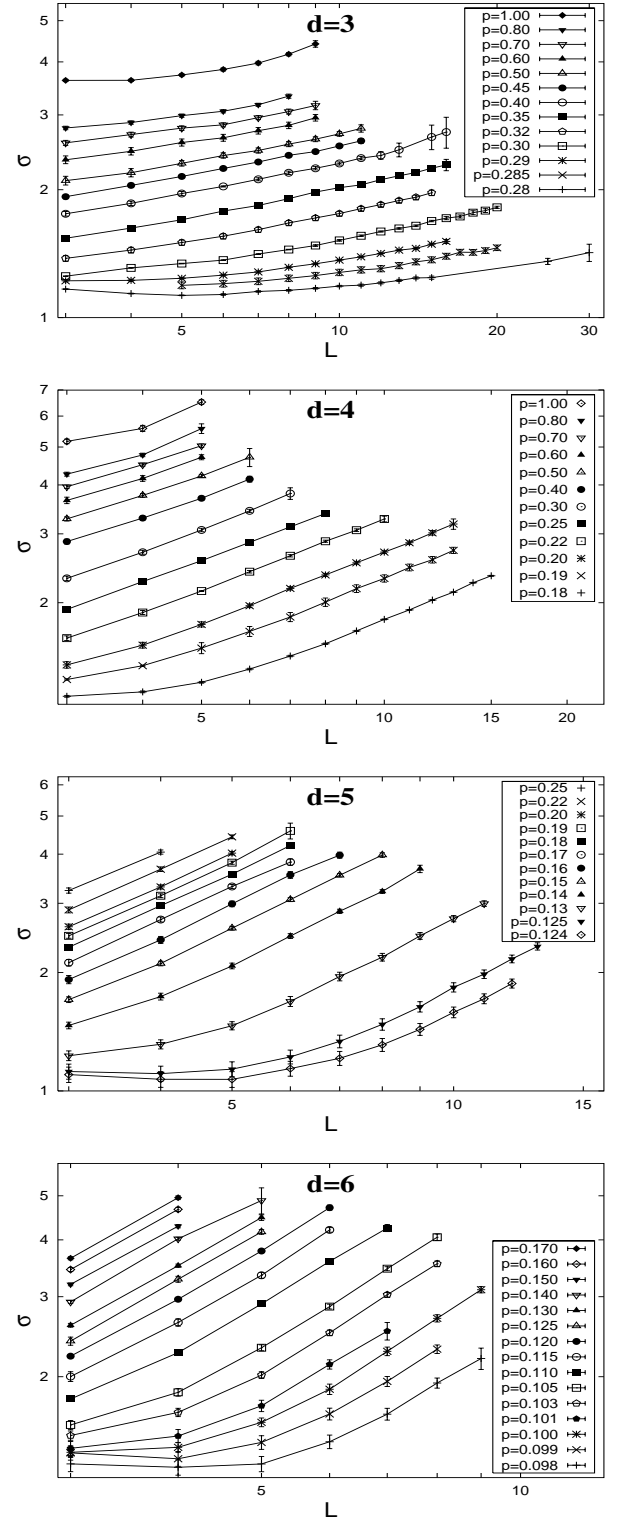 d=3
5
4
3
2
1
σ
5
10
20
30
L
p=1.00
p=0.80
p=0.70
p=0.60
p=0.50
p=0.45
p=0.40
p=0.35
p=0.32
p=0.30
p=0.29
p=0.285
p=0.28
d=4
7
6
5
4
3
2
σ
5
10
15
20
L
p=1.00
p=0.80
p=0.70
p=0.60
p=0.50
p=0.40
p=0.30
p=0.25
p=0.22
p=0.20
p=0.19
p=0.18
d=5
6
5
4
3
2
1
σ
5
10
15
L
p=0.25
p=0.22
p=0.20
p=0.19
p=0.18
p=0.17
p=0.16
p=0.15
p=0.14
p=0.13
p=0.125
p=0.124
d=6
5
4
3
2
σ
5
10
L
p=0.170
p=0.160
p=0.150
p=0.140
p=0.130
p=0.125
p=0.120
p=0.115
p=0.110
p=0.105
p=0.103
p=0.101
p=0.100
p=0.099
p=0.098